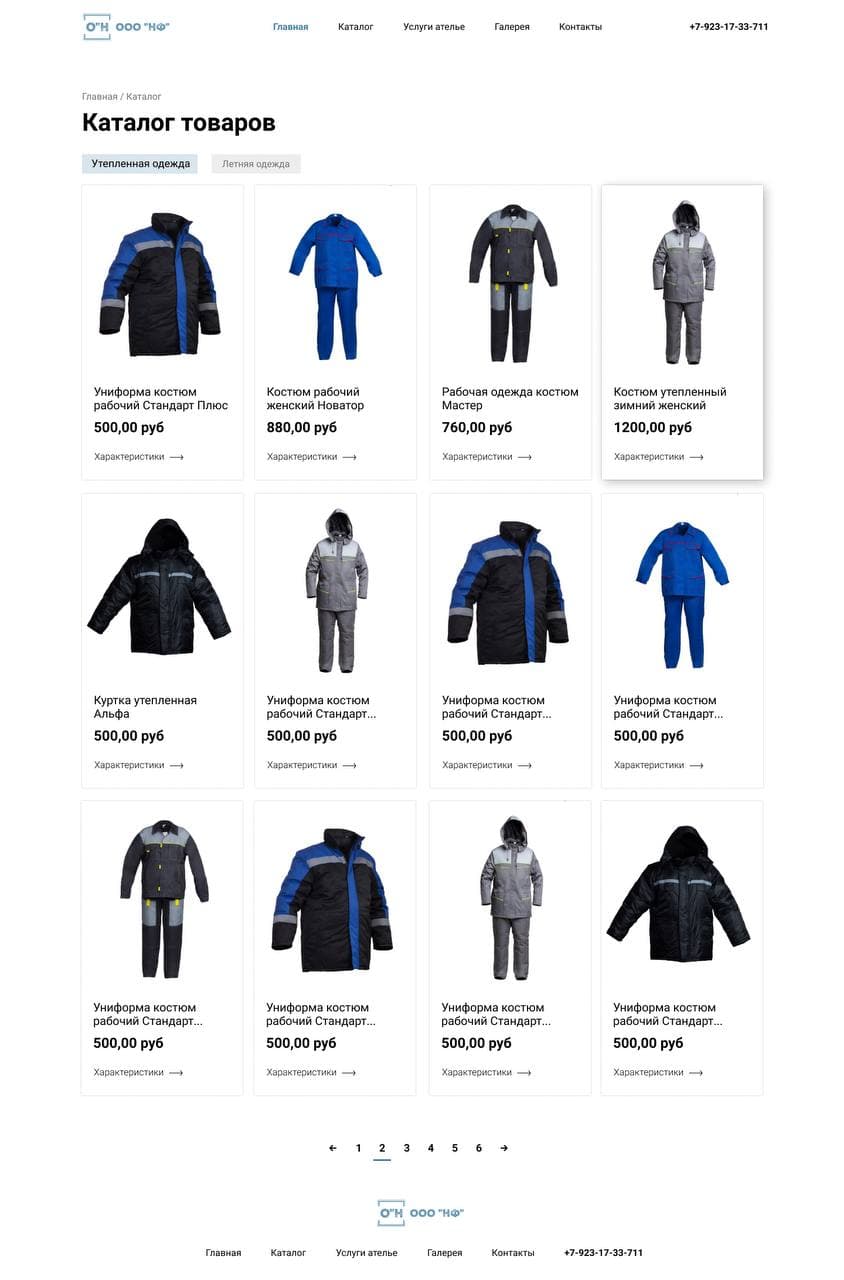 О"Н ООО "НФ"
Главная Каталог Услуги ателье Галерея Контакты +7-923-17-33-711
Главная / Каталог
Каталог товаров
Утепленная одежда Летняя одежда
Униформа костюм
рабочий Стандарт Плюс
500,00 руб
Характеристики
Костюм рабочий
женский Новатор
880,00 руб
Характеристики
Рабочая одежда костюм
Мастер
760,00 руб
Характеристики
Костюм утепленный
зимний женский
1200,00 руб
Характеристики
Куртка утепленная
Альфа
500,00 руб
Характеристики
Униформа костюм
рабочий Стандарт...
500,00 руб
Характеристики
Униформа костюм
рабочий Стандарт...
500,00 руб
Характеристики
Униформа костюм
рабочий Стандарт...
500,00 руб
Характеристики
Униформа костюм
рабочий Стандарт...
500,00 руб
Характеристики
Униформа костюм
рабочий Стандарт...
500,00 руб
Характеристики
Униформа костюм
рабочий Стандарт...
500,00 руб
Характеристики
Униформа костюм
рабочий Стандарт...
500,00 руб
Характеристики
← 1 2 3 4 5 6 →
О"Н ООО "НФ"
Главная Каталог Услуги ателье Галерея Контакты +7-923-17-33-711